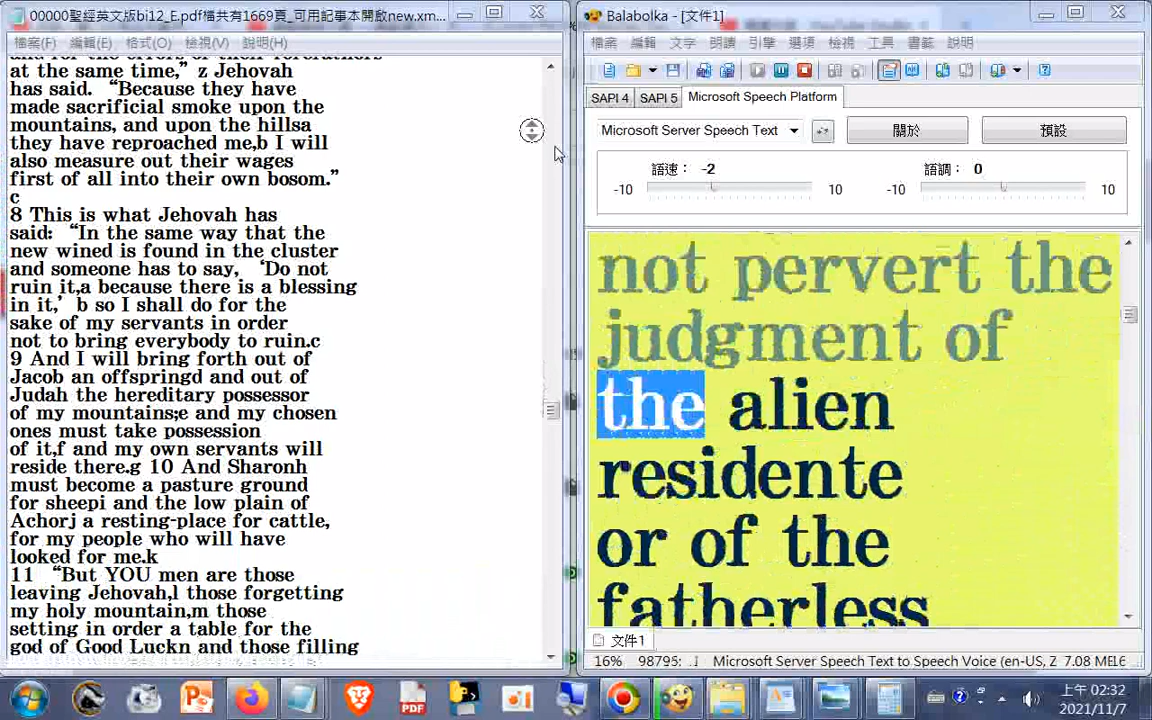 00000聖經英文版bi12_E.pdf檔共有1669頁_可用記事本開啟new.xm...
檔案(F) 編輯(E) 格式(O) 檢視(V) 說明(H)
at the same time,” z Jehovah
has said. “Because they have
made sacrificial smoke upon the
mountains, and upon the hillsa
they have reproached me,b I will
also measure out their wages
first of all into their own bosom.”
c
8 This is what Jehovah has
said: “In the same way that the
new wined is found in the cluster
and someone has to say, ‘Do not
ruin it,a because there is a blessing
in it,’ b so I shall do for the
sake of my servants in order
not to bring everybody to ruin.c
9 And I will bring forth out of
Jacob an offspringd and out of
Judah the hereditary possessor
of my mountains;e and my chosen
ones must take possession
of it,f and my own servants will
reside there.g 10 And Sharonh
must become a pasture ground
for sheepi and the low plain of
Achorj a resting-place for cattle,
for my people who will have
looked for me.k
11 “But YOU men are those
leaving Jehovah,l those forgetting
my holy mountain,m those
setting in order a table for the
god of Good Luckn and those filling
Balabolka - [文件1]
檔案 編輯 文字 朗讀 引擎 選項 檢視 工具 書籤 說明
SAPI 4 SAPI 5 Microsoft Speech Platform
Microsoft Server Speech Text 關於 預設
語速： -2 語調： 0
-10 10 -10 10
not pervert the
judgment of
the alien
residente
or of the
fatherless
文件1
16% 98795: .1 Microsoft Server Speech Text to Speech Voice (en-US, Z 7.08 МБ
上午 02:32
2021/11/7